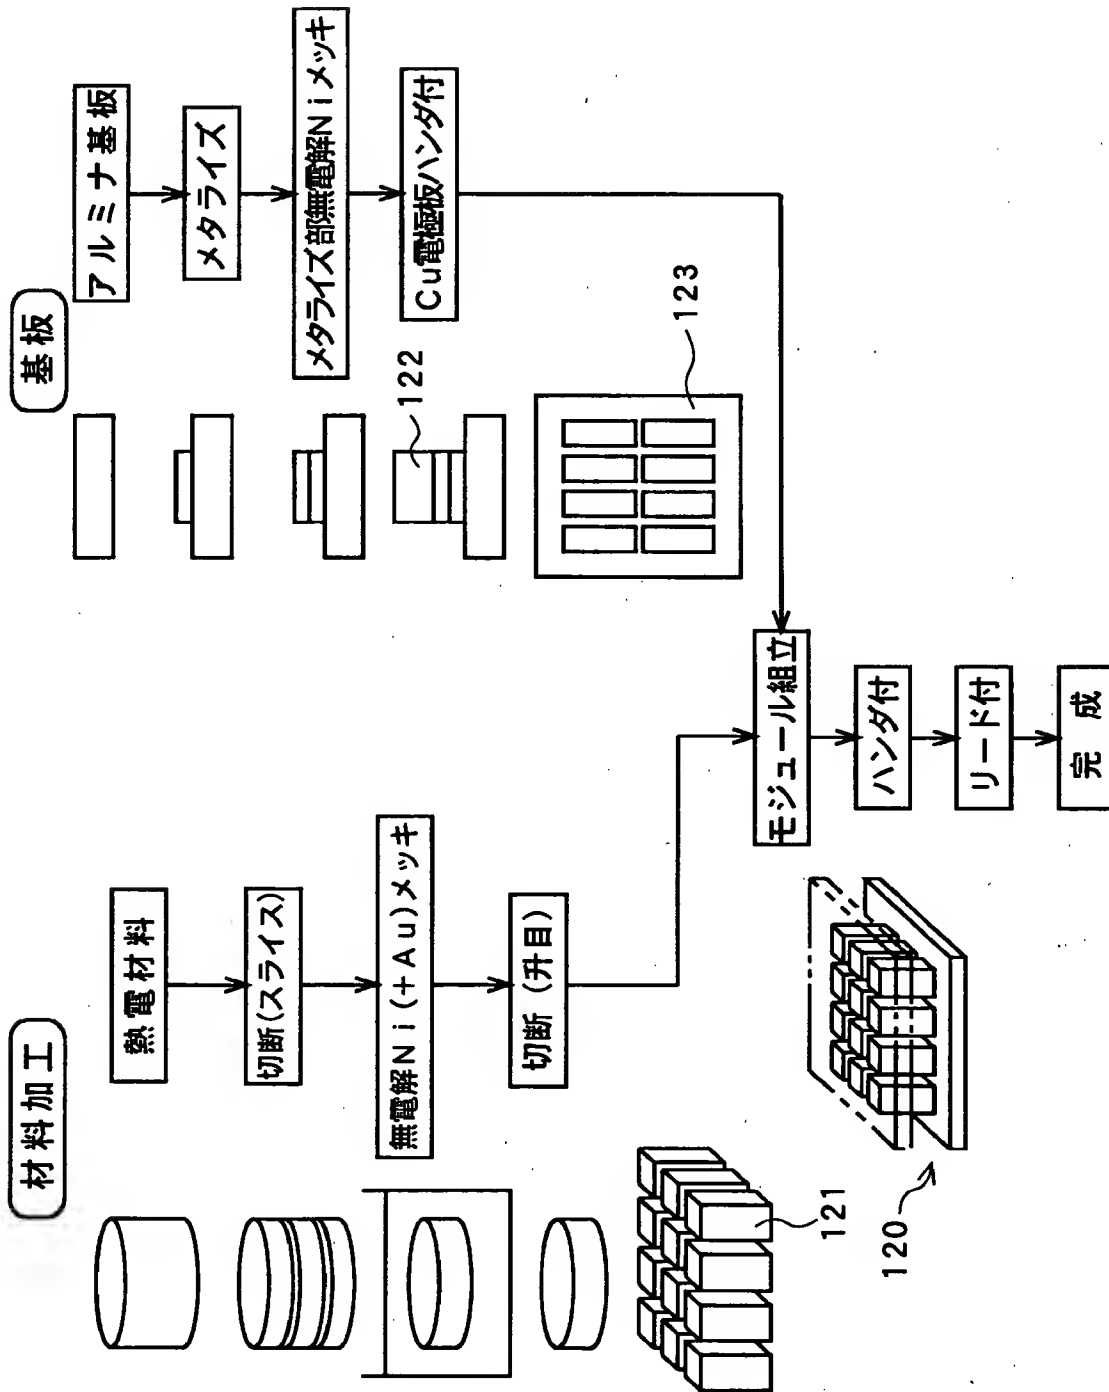 材料加工
熱電材料
切断(スライス)
無電解Ni(+Au)メッキ
切断(升目)
121
基板
アルミナ基板
メタライズ
メタライズ部無電解Niメッキ
Cu電極板ハンダ付
122
123
モジュール組立
ハンダ付
リード付
完成
120